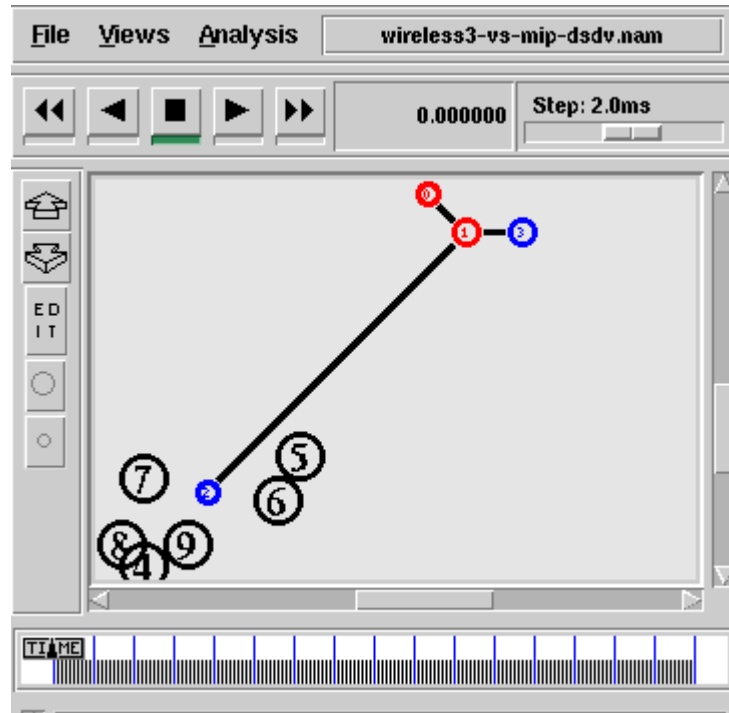 File Views Analysis wireless3-vs-mip-dsdv.nam
0.000000 Step: 2.0ms
0
1 3
ED
IT
5
7 2 6
8 4 9
TIME